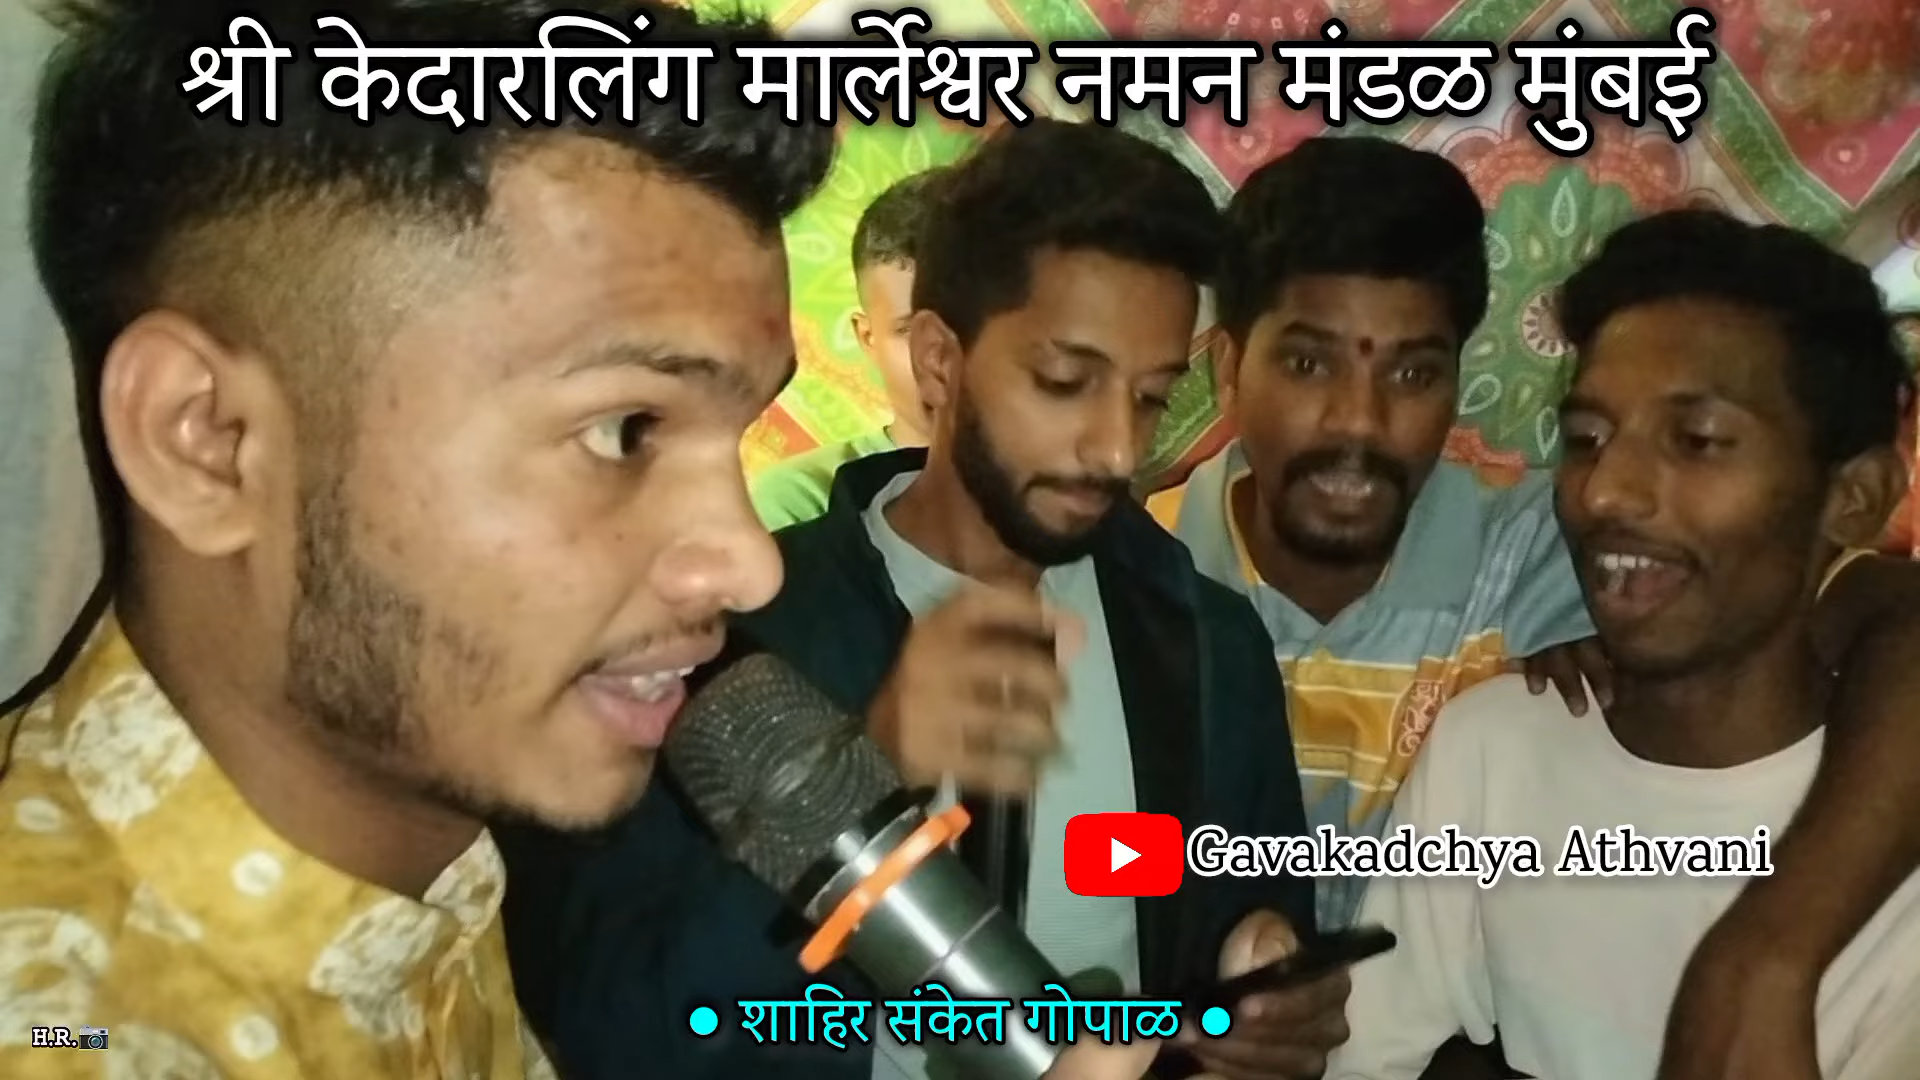 श्री केदारलिंग मार्लेश्वर नमन मंडळ मुंबई
Gavakadchya Athvani
• शाहिर संकेत गोपाळ •
H.R.